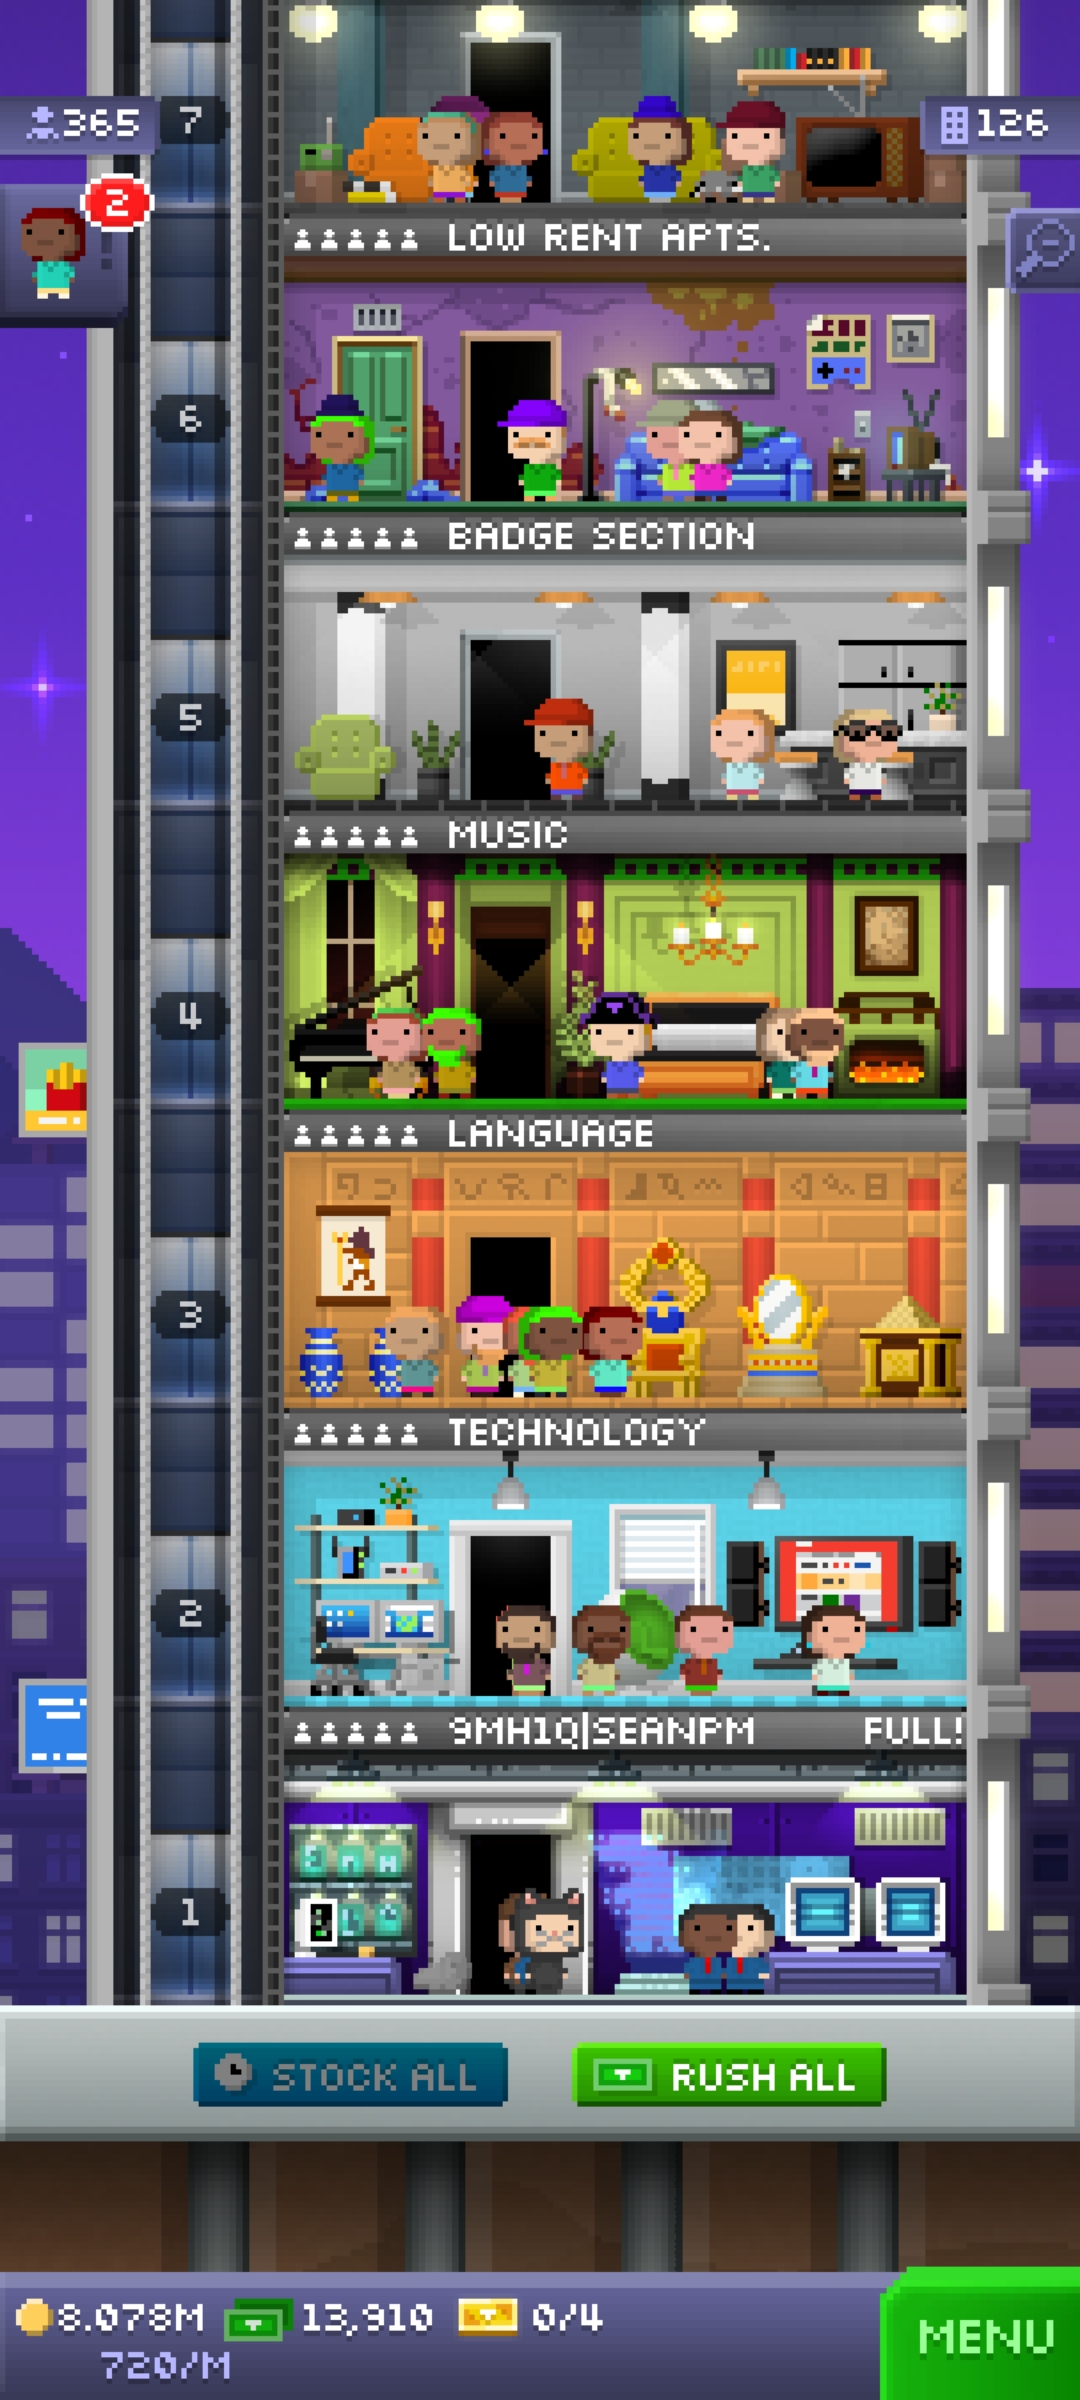 7
365
126
2
LOW RENT APTS.
6
BADGE SECTION
5
MUSIC
4
LANGUAGE
3
TECHNOLOGY
2
9MH1Q|SEANPM FULL!
1
STOCK ALL
RUSH ALL
8.078M 13,910 0/4
720/M
MENU